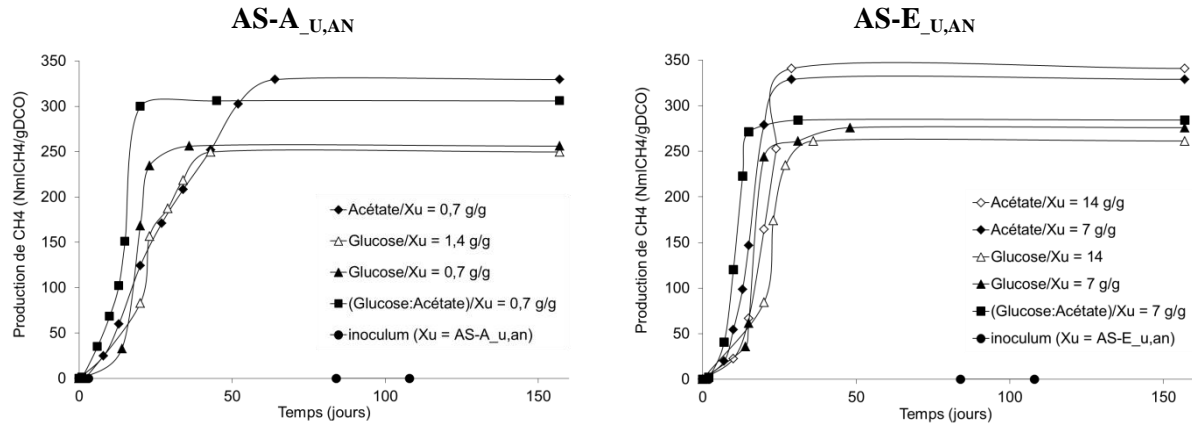 AS-A_U,AN
Production de CH4 (NmlCH4/gDCO)
350
300
250
200
150
100
50
0
0
50
100
150
Temps (jours)
Acétate/Xu = 0,7 g/g
Glucose/Xu = 1,4 g/g
Glucose/Xu = 0,7 g/g
(Glucose:Acétate)/Xu = 0,7 g/g
inoculum (Xu = AS-A_u,an)
AS-E_U,AN
Production de CH4 (NmlCH4/gDCO)
350
300
250
200
150
100
50
0
0
50
100
150
Temps (jours)
Acétate/Xu = 14 g/g
Acétate/Xu = 7 g/g
Glucose/Xu = 14
Glucose/Xu = 7 g/g
(Glucose:Acétate)/Xu = 7 g/g
inoculum (Xu = AS-E_u,an)